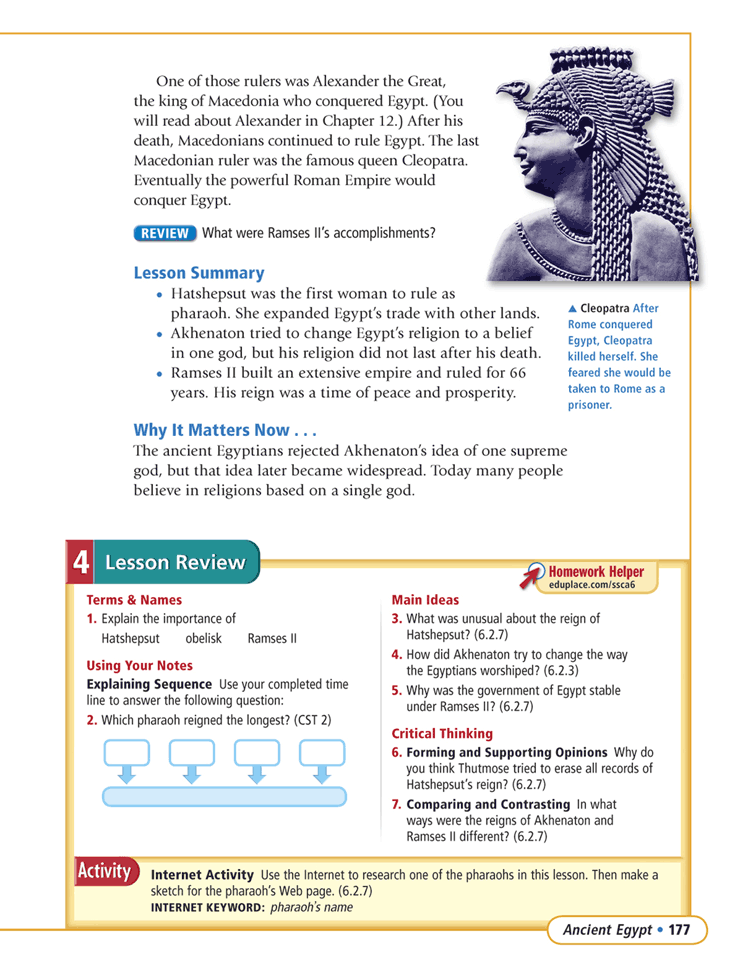 One of those rulers was Alexander the Great,
the king of Macedonia who conquered Egypt. (You
will read about Alexander in Chapter 12.) After his
death, Macedonians continued to rule Egypt. The last
Macedonian ruler was the famous queen Cleopatra.
Eventually the powerful Roman Empire would
conquer Egypt.
REVIEW What were Ramses II's accomplishments?
Lesson Summary
• Hatshepsut was the first woman to rule as
pharaoh. She expanded Egypt's trade with other lands.
• Akhenaton tried to change Egypt's religion to a belief
in one god, but his religion did not last after his death.
• Ramses II built an extensive empire and ruled for 66
years. His reign was a time of peace and prosperity.
▲ Cleopatra After
Rome conquered
Egypt, Cleopatra
killed herself. She
feared she would be
taken to Rome as a
prisoner.
Why It Matters Now . . .
The ancient Egyptians rejected Akhenaton's idea of one supreme
god, but that idea later became widespread. Today many people
believe in religions based on a single god.
4 Lesson Review
Homework Helper
eduplace.com/ssca6
Terms & Names
1. Explain the importance of
Hatshepsut obelisk Ramses II
Using Your Notes
Explaining Sequence Use your completed time
line to answer the following question:
2. Which pharaoh reigned the longest? (CST 2)
Main Ideas
3. What was unusual about the reign of
Hatshepsut? (6.2.7)
4. How did Akhenaton try to change the way
the Egyptians worshiped? (6.2.3)
5. Why was the government of Egypt stable
under Ramses II? (6.2.7)
Critical Thinking
6. Forming and Supporting Opinions Why do
you think Thutmose tried to erase all records of
Hatshepsut's reign? (6.2.7)
7. Comparing and Contrasting In what
ways were the reigns of Akhenaton and
Ramses II different? (6.2.7)
Activity
Internet Activity Use the Internet to research one of the pharaohs in this lesson. Then make a
sketch for the pharaoh's Web page. (6.2.7)
INTERNET KEYWORD: pharaoh's name
Ancient Egypt • 177